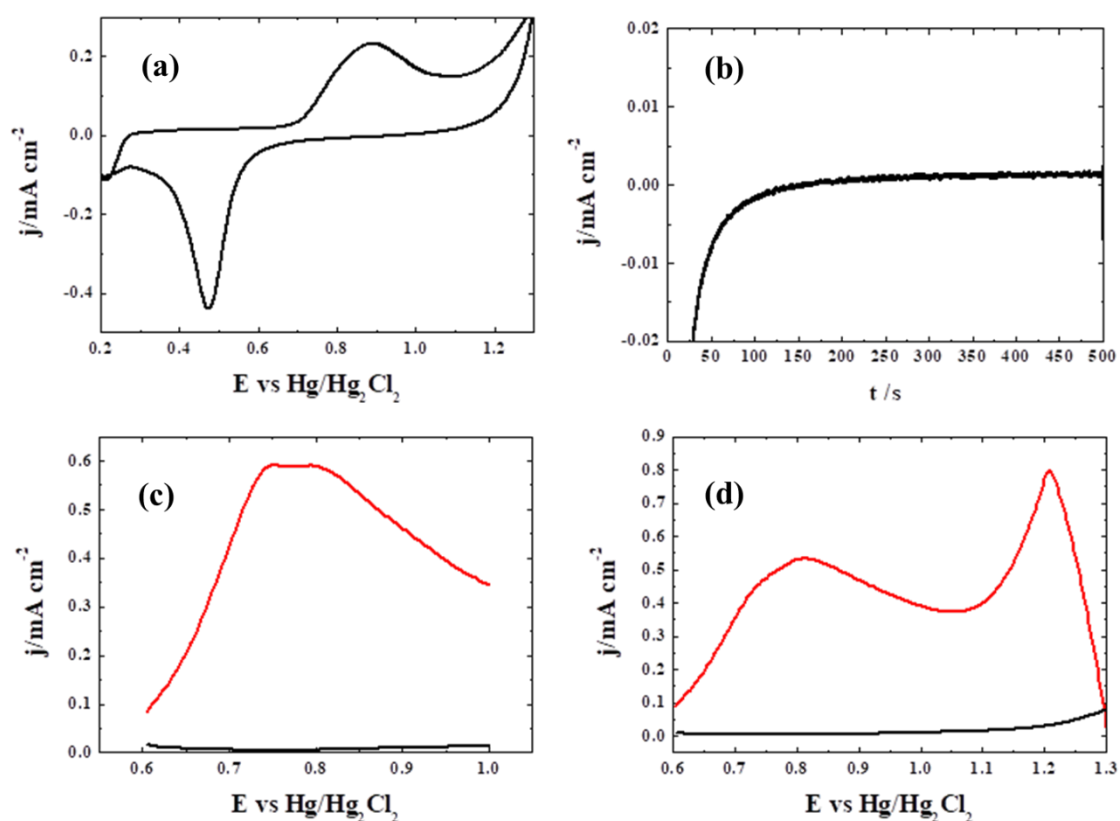 (a)
0.2
0.0
-0.2
-0.4
j/mA cm⁻²
0.2 0.4 0.6 0.8 1.0 1.2
E vs Hg/Hg₂Cl₂
(b)
0.02
0.01
0.00
-0.01
-0.02
j/mA cm⁻²
0 50 100 150 200 250 300 350 400 450 500
t /s
(c)
0.6
0.5
0.4
0.3
0.2
0.1
0.0
j/mA cm⁻²
0.6 0.7 0.8 0.9 1.0
E vs Hg/Hg₂Cl₂
(d)
0.9
0.8
0.7
0.6
0.5
0.4
0.3
0.2
0.1
0.0
j/mA cm⁻²
0.6 0.7 0.8 0.9 1.0 1.1 1.2 1.3
E vs Hg/Hg₂Cl₂